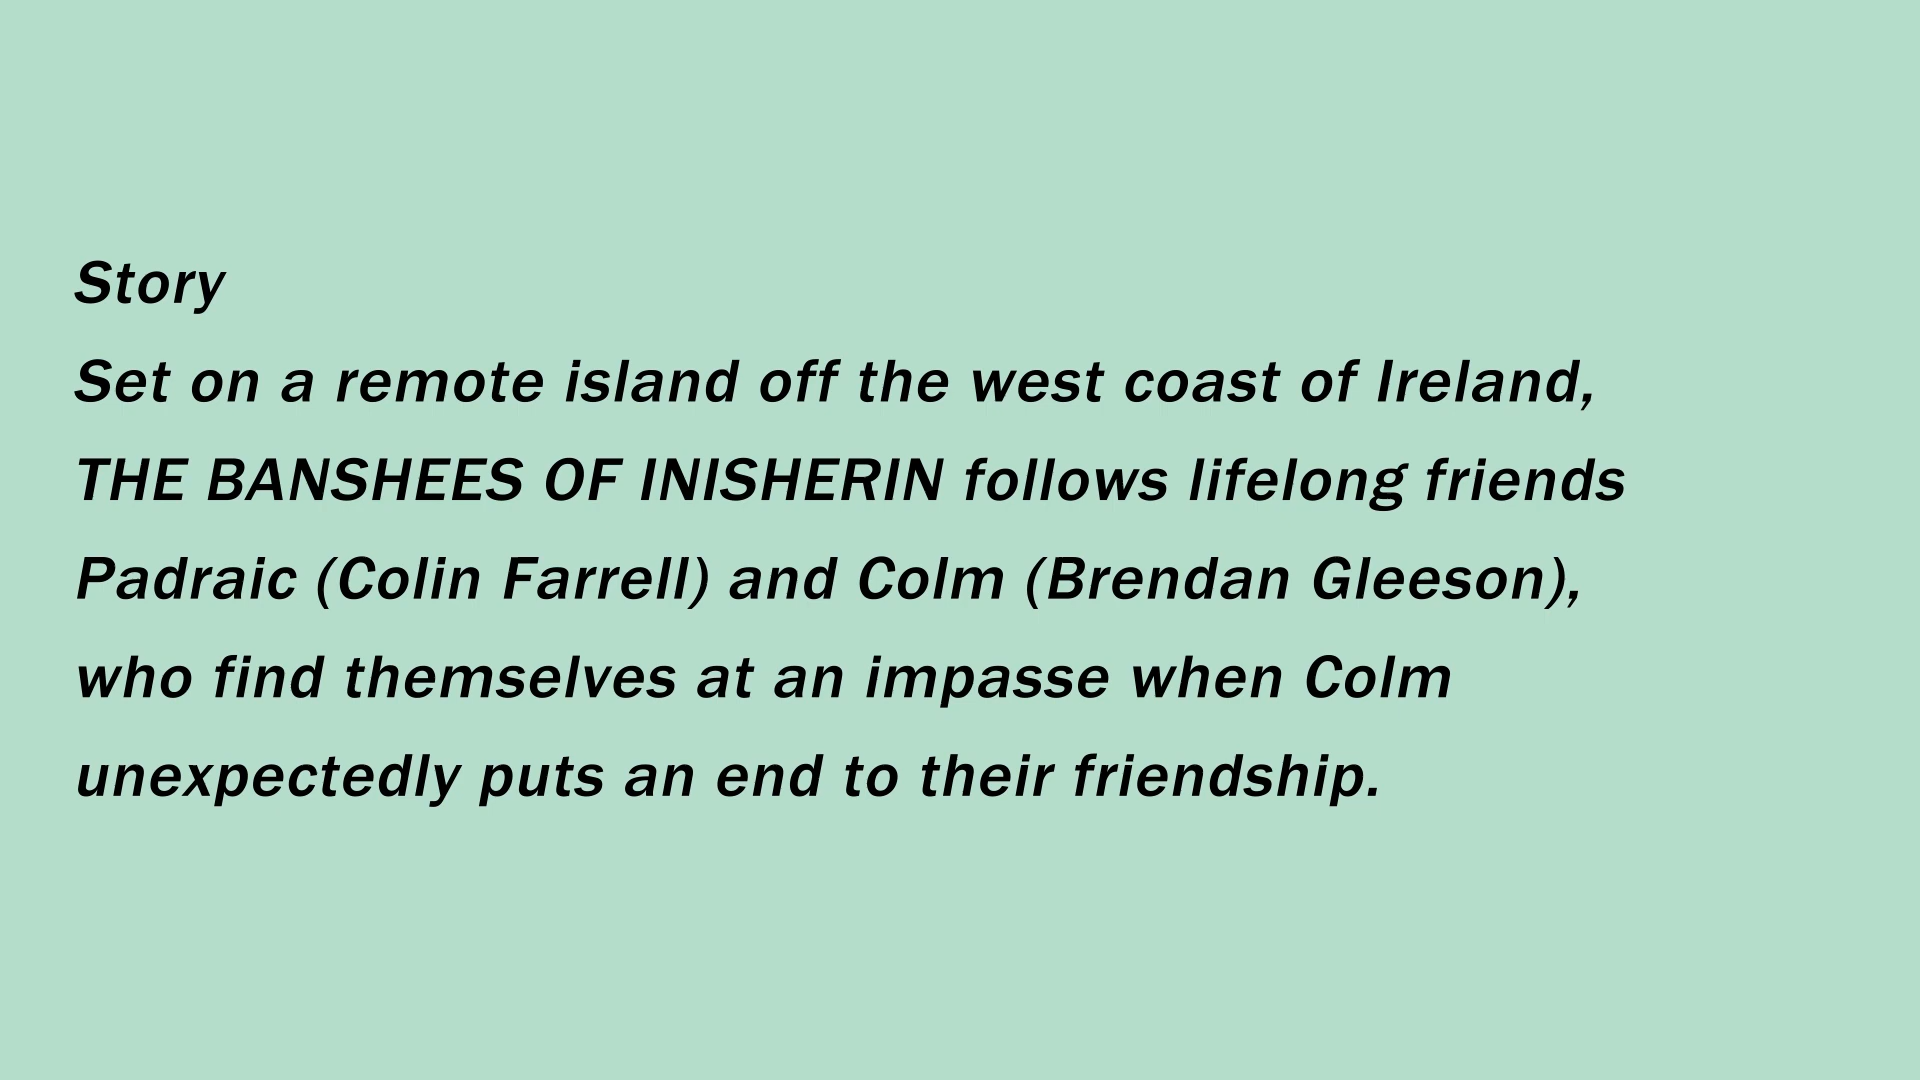 Story
Set on a remote island off the west coast of Ireland,
THE BANSHEES OF INISHERIN follows lifelong friends
Padraic (Colin Farrell) and Colm (Brendan Gleeson),
who find themselves at an impasse when Colm
unexpectedly puts an end to their friendship.